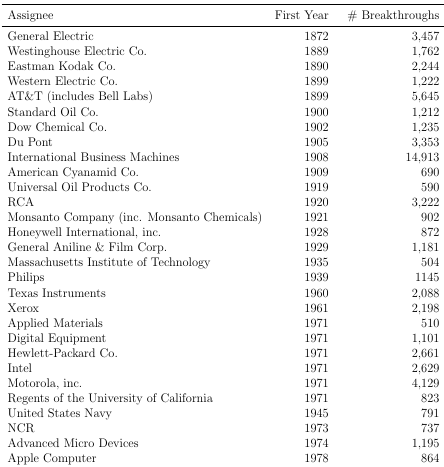 Assignee First Year # Breakthroughs
General Electric 1872 3,457
Westinghouse Electric Co. 1889 1,762
Eastman Kodak Co. 1890 2,244
Western Electric Co. 1899 1,222
AT&T (includes Bell Labs) 1899 5,645
Standard Oil Co. 1900 1,212
Dow Chemical Co. 1902 1,235
Du Pont 1905 3,353
International Business Machines 1908 14,913
American Cyanamid Co. 1909 690
Universal Oil Products Co. 1919 590
RCA 1920 3,222
Monsanto Company (inc. Monsanto Chemicals) 1921 902
Honeywell International, inc. 1928 872
General Aniline & Film Corp. 1929 1,181
Massachusetts Institute of Technology 1935 504
Philips 1939 1145
Texas Instruments 1960 2,088
Xerox 1961 2,198
Applied Materials 1971 510
Digital Equipment 1971 1,101
Hewlett-Packard Co. 1971 2,661
Intel 1971 2,629
Motorola, inc. 1971 4,129
Regents of the University of California 1971 823
United States Navy 1945 791
NCR 1973 737
Advanced Micro Devices 1974 1,195
Apple Computer 1978 864